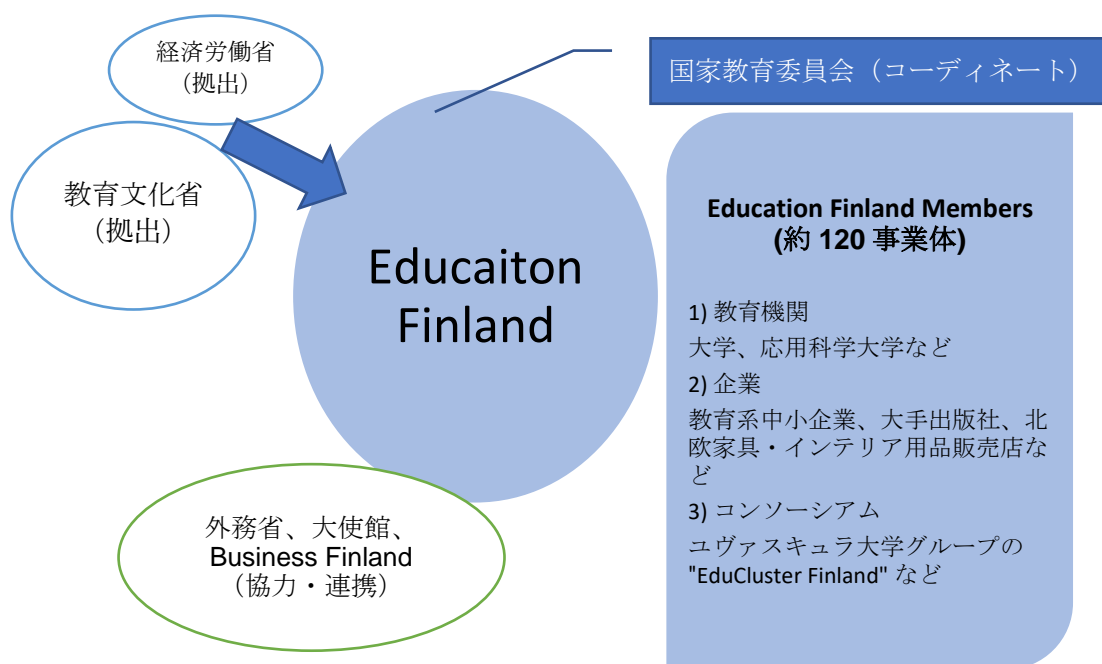 経済労働省
（拠出）
教育文化省
（拠出）
Educaiton
Finland
外務省、大使館、
Business Finland
（協力・連携）
国家教育委員会（コーディネート）
Education Finland Members
(約 120 事業体)
1) 教育機関
大学、応用科学大学など
2) 企業
教育系中小企業、大手出版社、北
欧家具・インテリア用品販売店な
ど
3) コンソーシアム
ユヴァスキュラ大学グループの
"EduCluster Finland" など